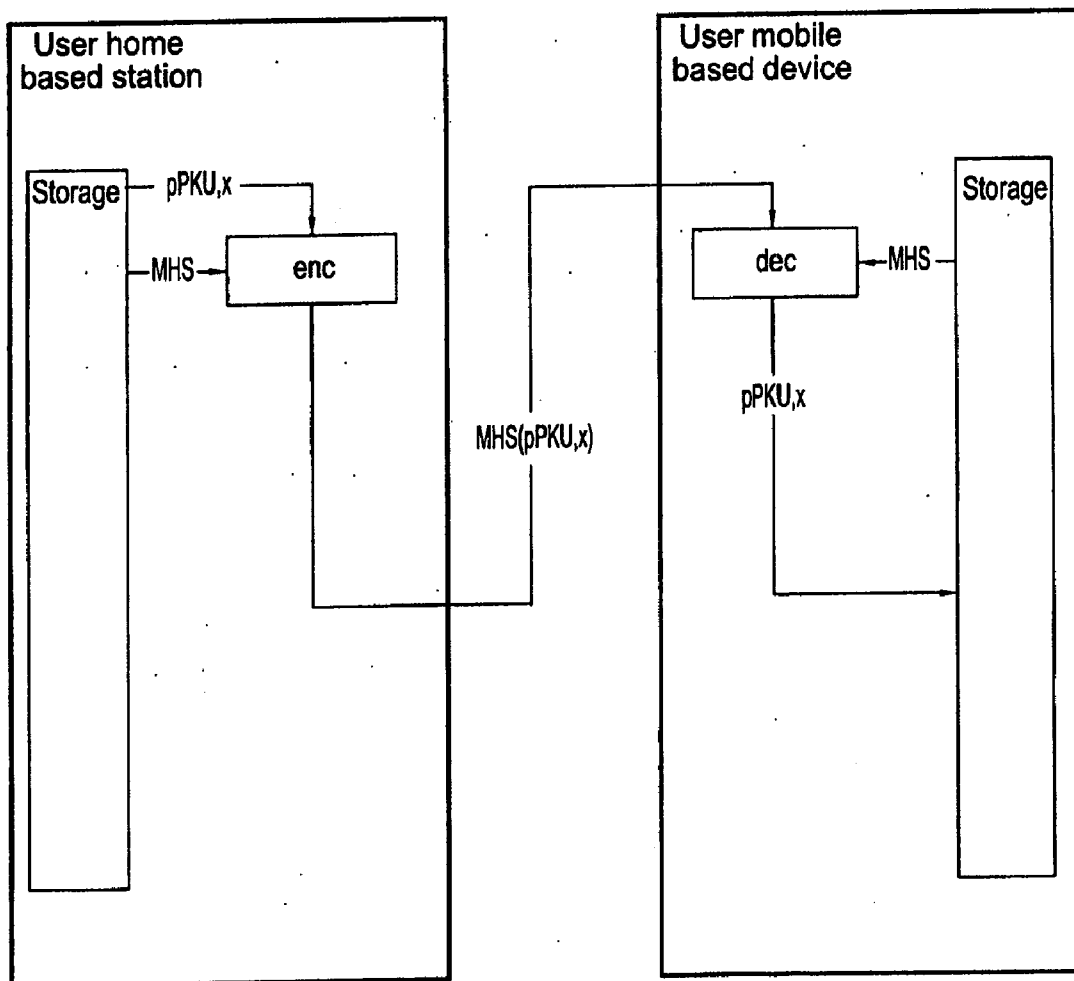 User home
based station
Storage
pPKU,x
MHS
enc
MHS(pPKU,x)
User mobile
based device
Storage
dec
MHS
pPKU,x